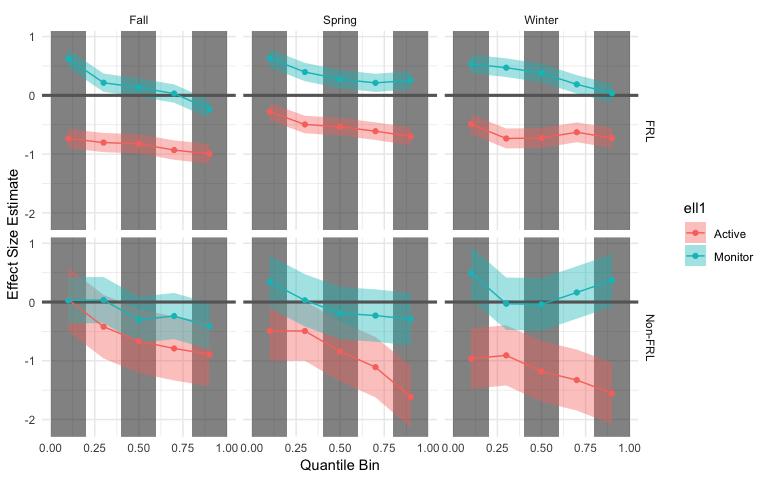 Fall Spring Winter
1
0
-1
-2
FRL
1
0
-1
-2
Non-FRL
0.00 0.25 0.50 0.75 1.00 0.00 0.25 0.50 0.75 1.00 0.00 0.25 0.50 0.75 1.00
Quantile Bin
Effect Size Estimate
ell1
Active
Monitor